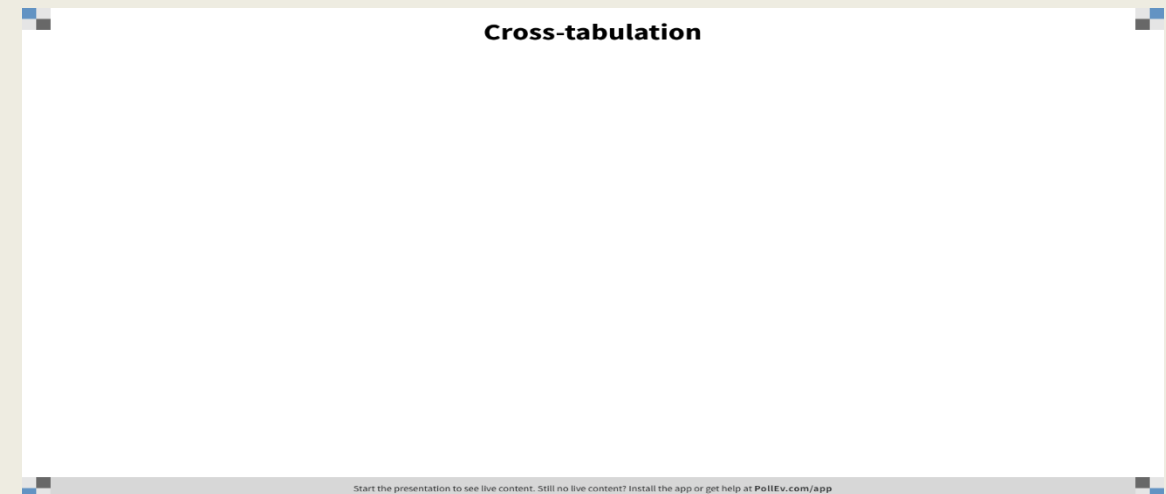 Cross-tabulation
Start the presentation to see live content. Still no live content? Install the app or get help at PollEv.com/app